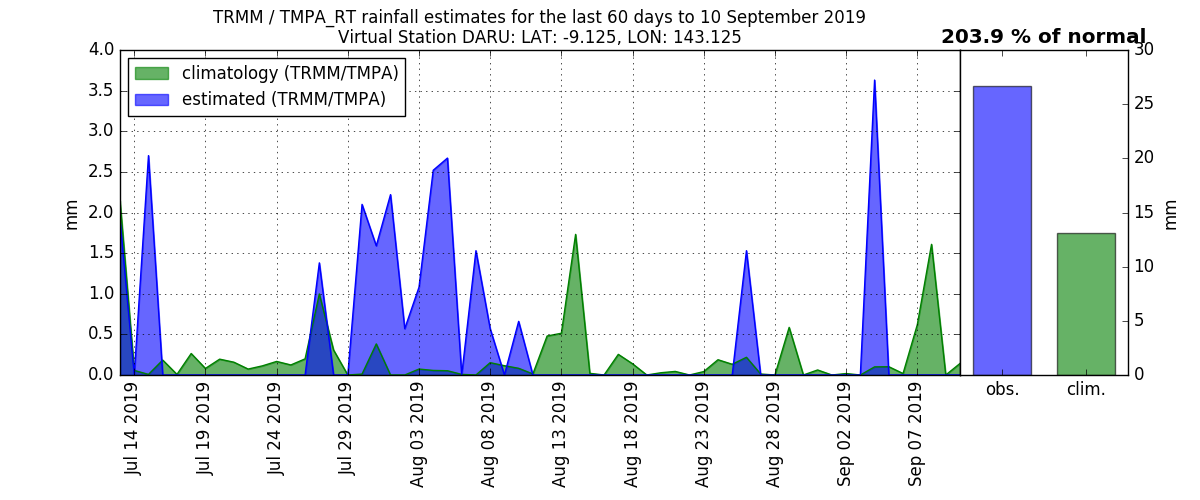 TRMM / TMPA_RT rainfall estimates for the last 60 days to 10 September 2019
Virtual Station DARU: LAT: -9.125, LON: 143.125
203.9 % of normal
climatology (TRMM/TMPA)
estimated (TRMM/TMPA)
4.0
3.5
3.0
2.5
2.0
1.5
1.0
0.5
0.0
mm
Jul 14 2019
Jul 19 2019
Jul 24 2019
Jul 29 2019
Aug 03 2019
Aug 08 2019
Aug 13 2019
Aug 18 2019
Aug 23 2019
Aug 28 2019
Sep 02 2019
Sep 07 2019
30
25
20
15
10
5
0
mm
obs.
clim.